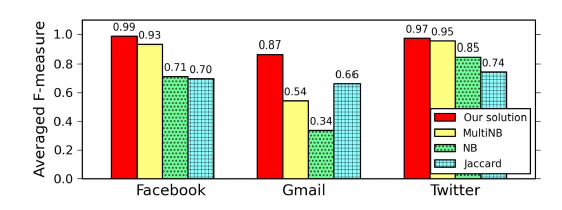 Averaged F-measure
1.0
0.8
0.6
0.4
0.2
0.0
0.99
0.93
0.71
0.70
0.87
0.54
0.34
0.66
0.97
0.95
0.85
0.74
Our solution
MultiNB
NB
Jaccard
Facebook
Gmail
Twitter